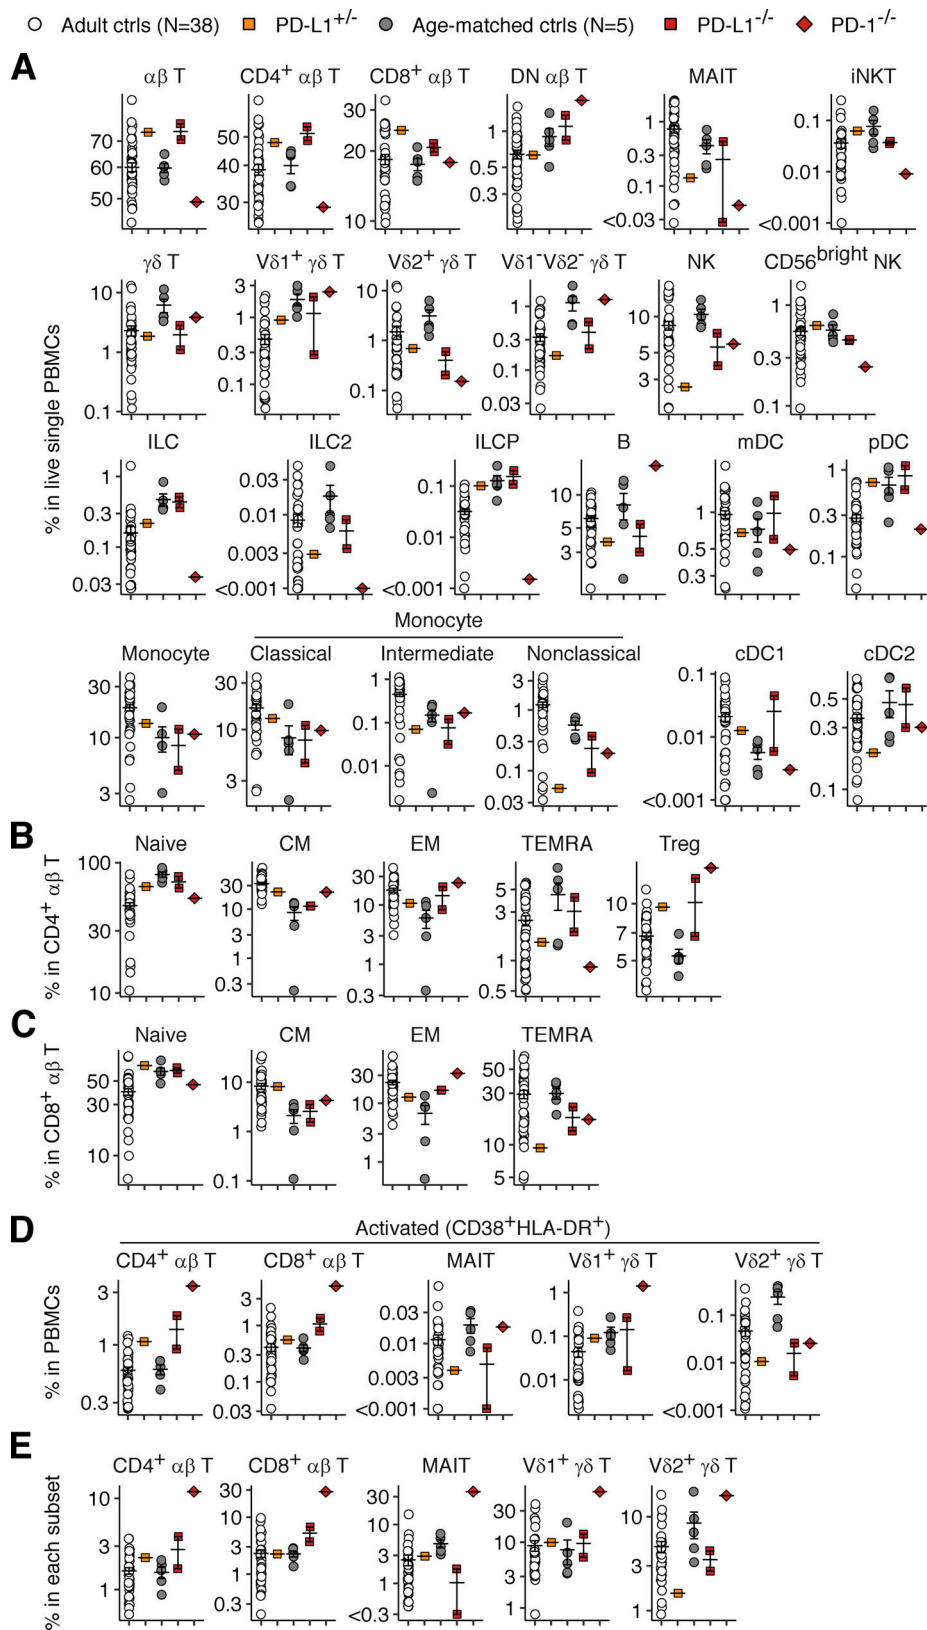 Adult ctrls (N=38) PD-L1+/- Age-matched ctrls (N=5) PD-L1-/- PD-1-/-
A
αβ T CD4+ αβ T CD8+ αβ T DN αβ T MAIT iNKT
70 60 50
50 40 30
30 20 10
1 0.5 0.3
1 0.3 0.1 <0.03
0.1 0.01 <0.001
% in live single PBMCs
γδ T Vδ1+ γδ T Vδ2+ γδ T Vδ1-Vδ2- γδ T NK CD56bright NK
10 1 0.1
3 1 0.3 0.1
10 1 0.1
1 0.3 0.1 0.03
10 5 3
1 0.3 0.1
ILC ILC2 ILCP B mDC pDC
1 0.3 0.1 0.03
0.03 0.01 0.003 <0.001
0.1 0.01 <0.001
10 5 3
1 0.5 0.3
1 0.3 0.1
Monocyte
Monocyte Classical Intermediate Nonclassical cDC1 cDC2
30 10 3
30 10 3
1 0.1 0.01
3 1 0.3 0.1 0.03
0.1 0.01 <0.001
0.5 0.3 0.1
B
% in CD4+ αβ T
Naive CM EM TEMRA Treg
100 30 10
30 10 3 1 0.3
30 10 3 1 0.3
5 3 1 0.5
10 7 5
C
% in CD8+ αβ T
Naive CM EM TEMRA
50 30 10
10 1 0.1
30 10 3 1
50 30 10 5
D
Activated (CD38+HLA-DR+)
% in PBMCs
CD4+ αβ T CD8+ αβ T MAIT Vδ1+ γδ T Vδ2+ γδ T
3 1 0.3
3 1 0.3 0.1 0.03
0.03 0.01 0.003 <0.001
1 0.1 0.01
0.1 0.01 <0.001
E
% in each subset
CD4+ αβ T CD8+ αβ T MAIT Vδ1+ γδ T Vδ2+ γδ T
10 3 1
30 10 3 1 0.3
30 10 3 1 <0.3
30 10 3 1
10 3 1